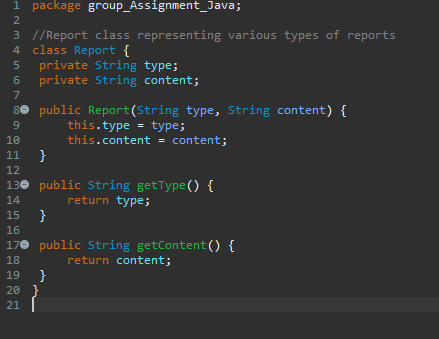 1 package group_Assignment_Java;
2
3 //Report class representing various types of reports
4 class Report {
5 private String type;
6 private String content;
7
8 public Report(String type, String content) {
9 this.type = type;
10 this.content = content;
11 }
12
13 public String getType() {
14 return type;
15 }
16
17 public String getContent() {
18 return content;
19 }
20 }
21